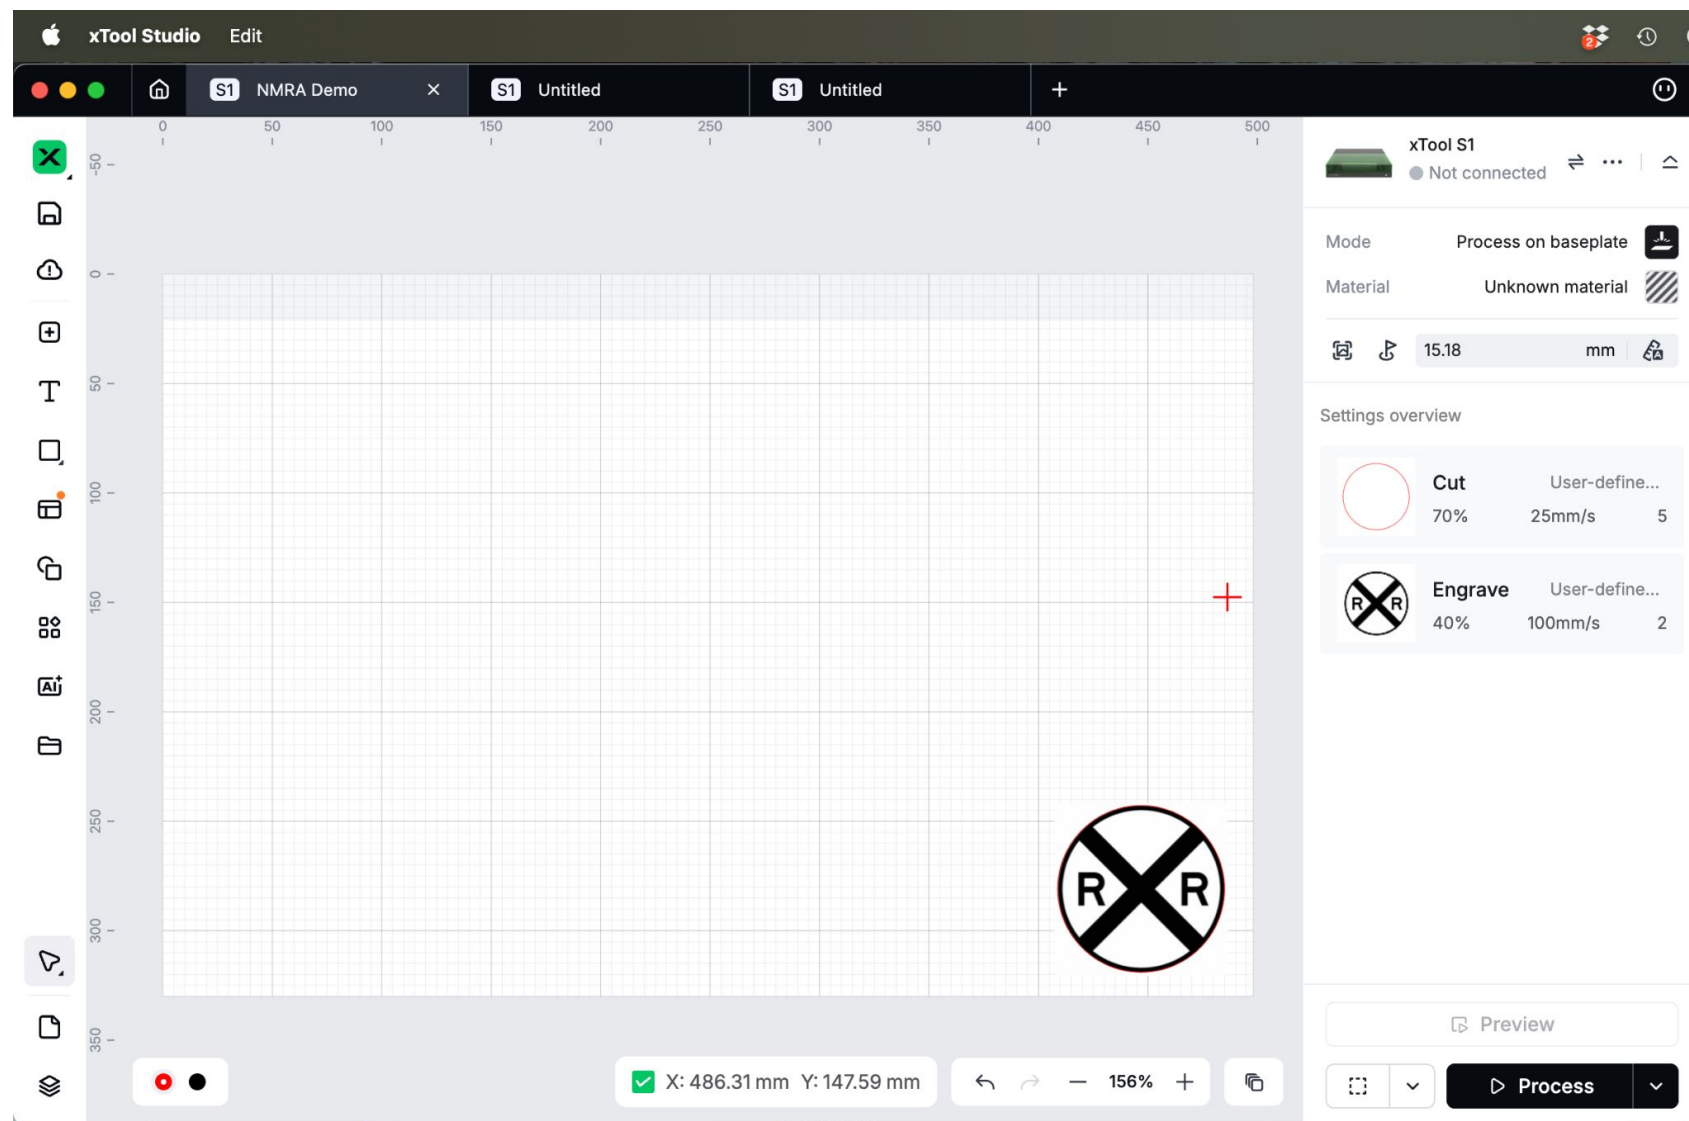 xTool Studio Edit
2
S1 NMRA Demo S1 Untitled S1 Untitled
0 50 100 150 200 250 300 350 400 450 500
-50
0
50
100
150
200
250
300
350
xTool S1
Not connected
Mode Process on baseplate
Material Unknown material
15.18 mm
Settings overview
Cut User-define...
70% 25mm/s 5
R R
Engrave User-define...
40% 100mm/s 2
AI
R R
Preview
X: 486.31 mm Y: 147.59 mm 156%
Process